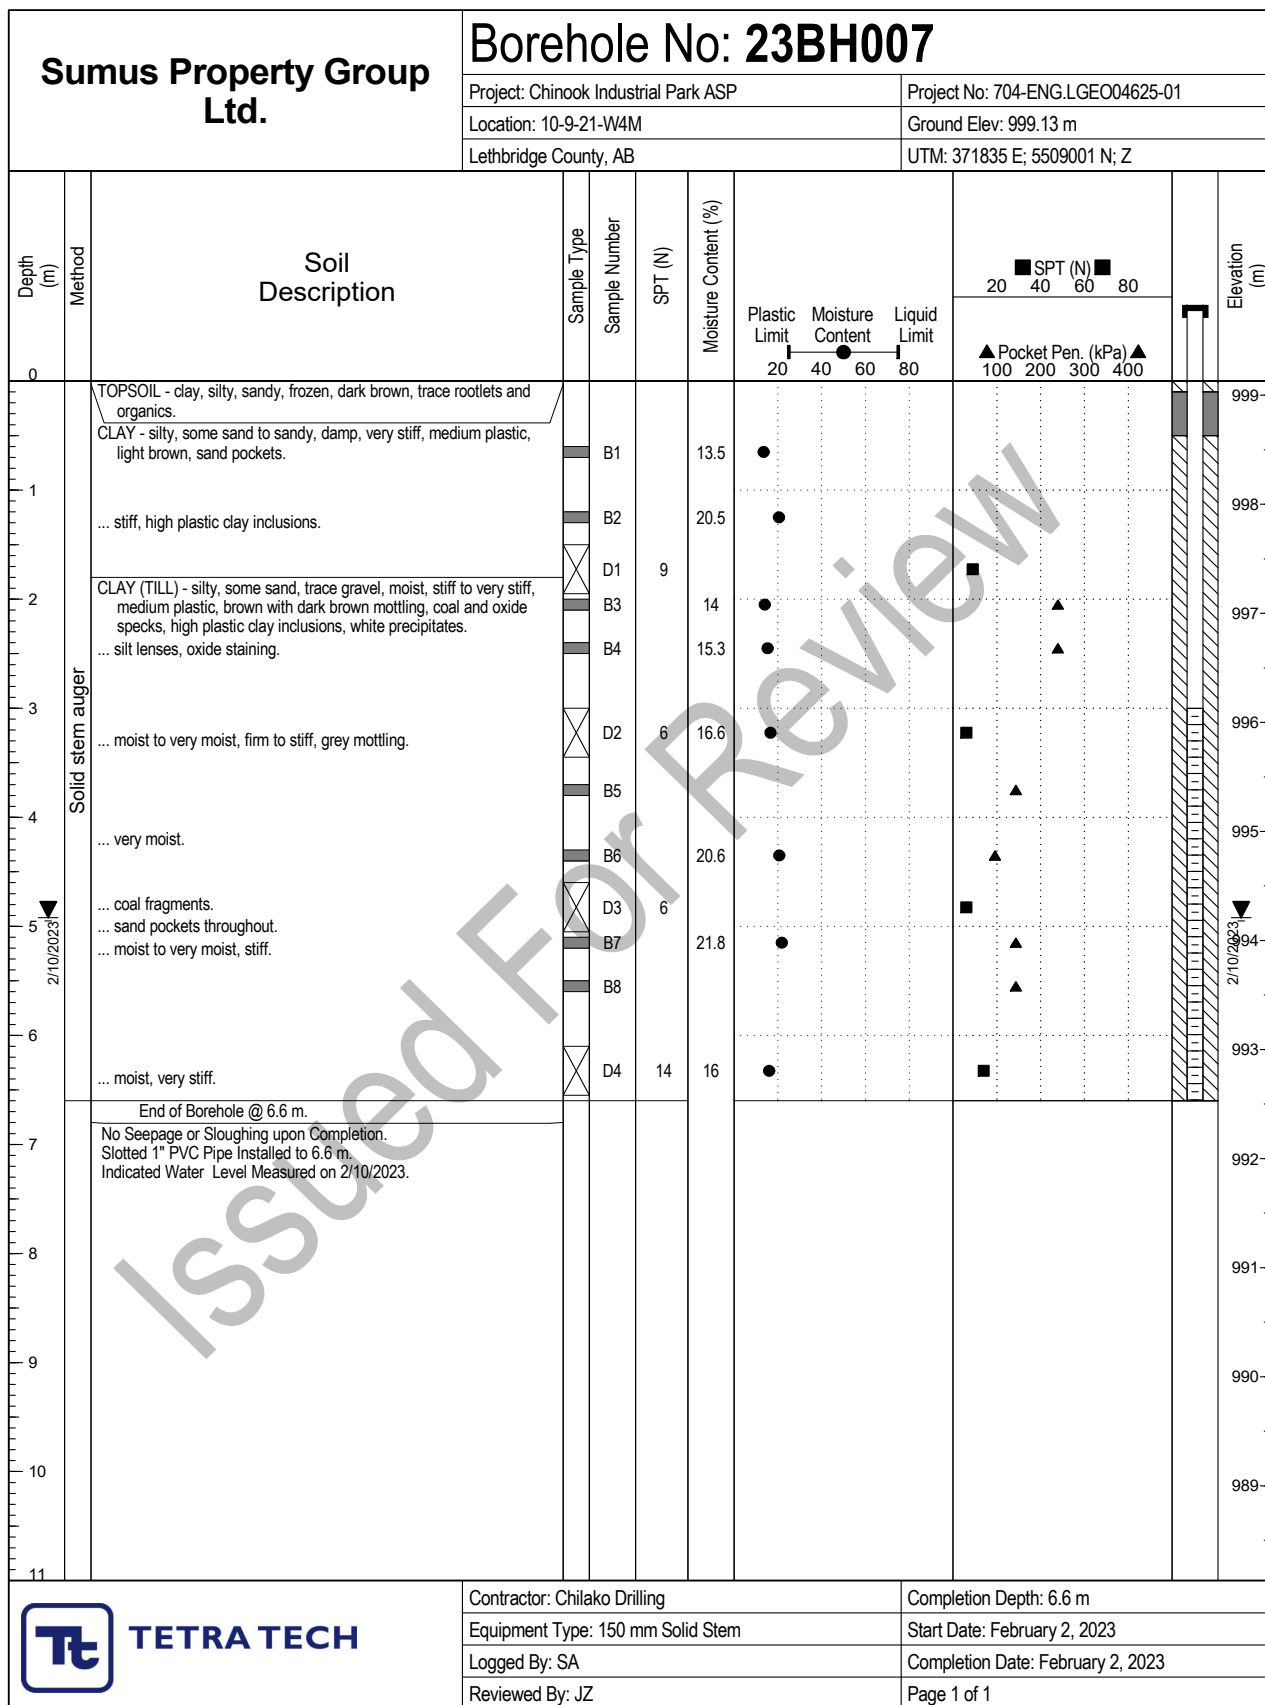 Sumus Property Group
Ltd.
Borehole No: 23BH007
Project: Chinook Industrial Park ASP
Project No: 704-ENG.LGEO04625-01
Location: 10-9-21-W4M
Ground Elev: 999.13 m
Lethbridge County, AB
UTM: 371835 E; 5509001 N; Z
Depth
(m)
Method
Soil
Description
Sample Type
Sample Number
SPT (N)
Moisture Content (%)
Plastic Limit
Moisture Content
Liquid Limit
20 40 60 80
■ SPT (N) ■
20 40 60 80
▲ Pocket Pen. (kPa) ▲
100 200 300 400
Elevation
(m)
0
TOPSOIL - clay, silty, sandy, frozen, dark brown, trace rootlets and
organics.
999
CLAY - silty, some sand to sandy, damp, very stiff, medium plastic,
light brown, sand pockets.
B1 13.5
1
998
... stiff, high plastic clay inclusions.
B2 20.5
D1 9
CLAY (TILL) - silty, some sand, trace gravel, moist, stiff to very stiff,
medium plastic, brown with dark brown mottling, coal and oxide
specks, high plastic clay inclusions, white precipitates.
2
B3 14
997
... silt lenses, oxide staining.
B4 15.3
Solid stem auger
3
996
... moist to very moist, firm to stiff, grey mottling.
D2 6 16.6
B5
4
995
... very moist.
B6 20.6
... coal fragments.
D3 6
... sand pockets throughout.
5
2/10/2023
... moist to very moist, stiff.
B7 21.8
994
2/10/2023
B8
6
993
... moist, very stiff.
D4 14 16
End of Borehole @ 6.6 m.
No Seepage or Sloughing upon Completion.
Slotted 1" PVC Pipe Installed to 6.6 m.
Indicated Water Level Measured on 2/10/2023.
7
992
8
991
9
990
10
989
11
Issued For Review
Tt
TETRA TECH
Contractor: Chilako Drilling
Completion Depth: 6.6 m
Equipment Type: 150 mm Solid Stem
Start Date: February 2, 2023
Logged By: SA
Completion Date: February 2, 2023
Reviewed By: JZ
Page 1 of 1